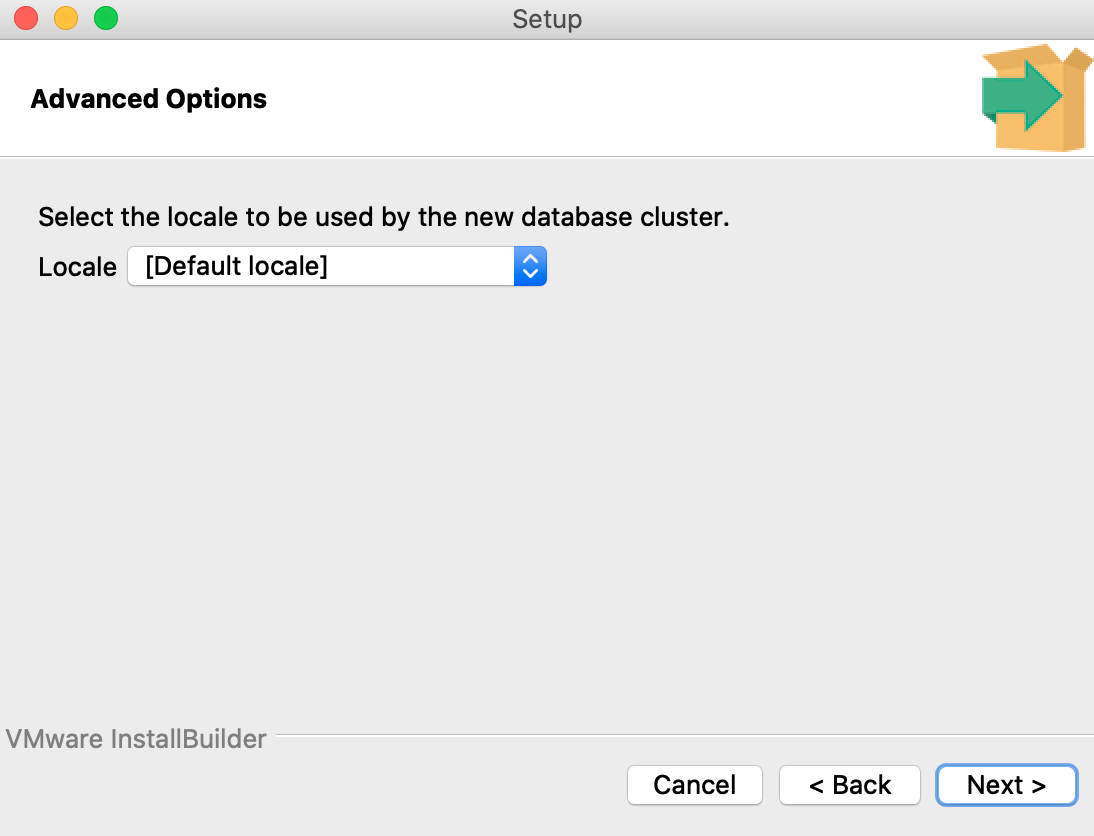 Setup
Advanced Options
Select the locale to be used by the new database cluster.
Locale [Default locale]
VMware InstallBuilder
Cancel < Back Next >